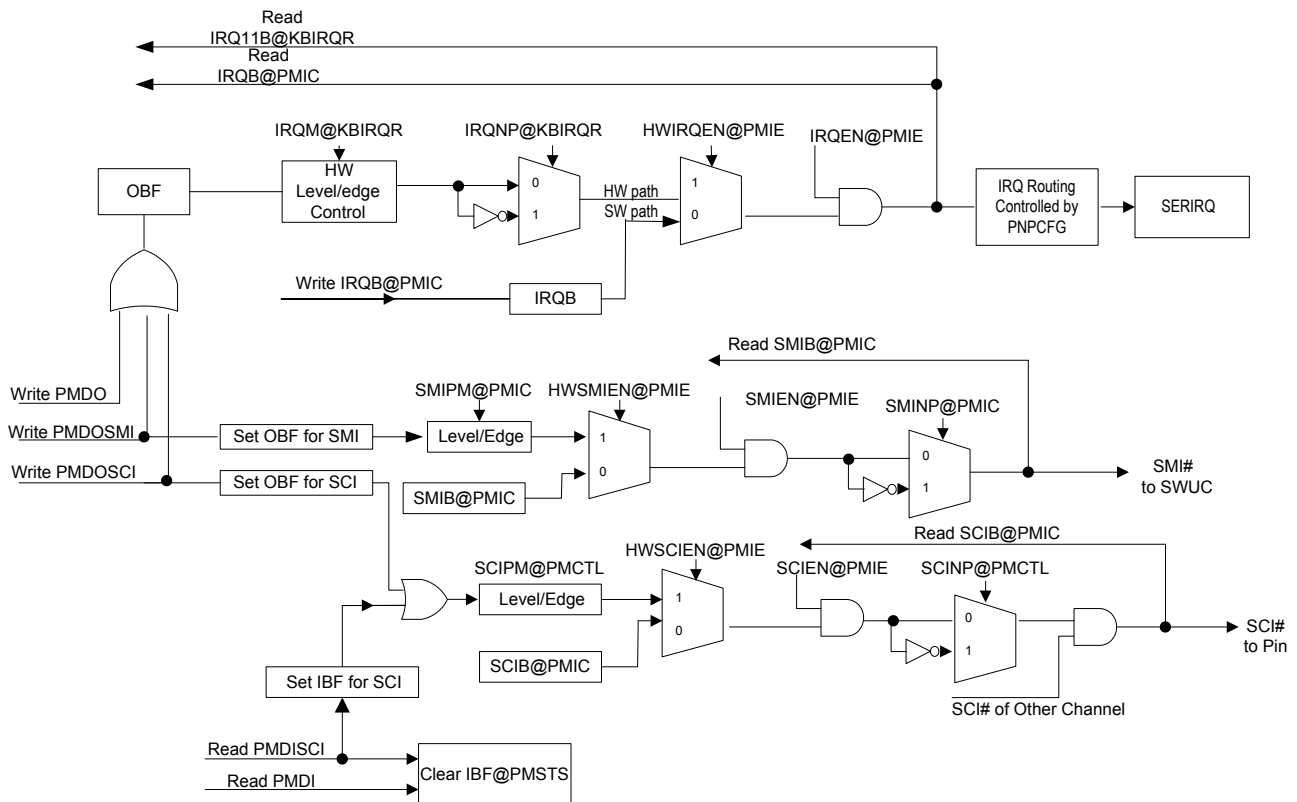 Read
IRQ11B@KBIRQR
Read
IRQB@PMIC
IRQM@KBIRQR
IRQNP@KBIRQR
HWIRQEN@PMIE
IRQEN@PMIE
OBF
HW
Level/edge
Control
0
1
HW path
SW path
1
0
IRQ Routing
Controlled by
PNPCFG
SERIRQ
Write IRQB@PMIC
IRQB
Read SMIB@PMIC
Write PMDO
SMIPM@PMIC
HWSMIEN@PMIE
SMIEN@PMIE
SMINP@PMIC
Write PMDOSMI
Set OBF for SMI
Level/Edge
1
0
0
1
SMI#
to SWUC
Write PMDOSCI
Set OBF for SCI
SMIB@PMIC
Read SCIB@PMIC
SCIPM@PMCTL
HWSCIEN@PMIE
SCIEN@PMIE
SCINP@PMCTL
Level/Edge
1
0
0
1
SCI#
to Pin
SCIB@PMIC
Set IBF for SCI
SCI# of Other Channel
Read PMDISCI
Read PMDI
Clear IBF@PMSTS